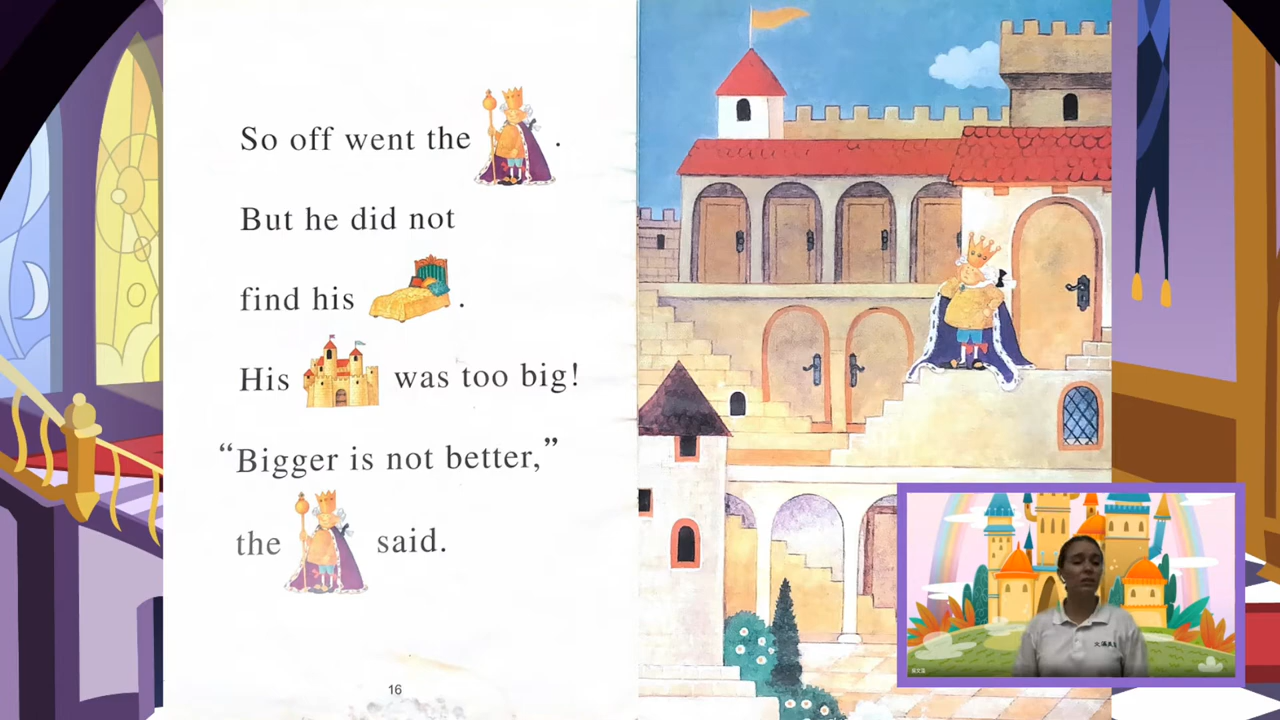 So off went the .
But he did not
find his .
His was too big!
“Bigger is not better,”
the said.
16